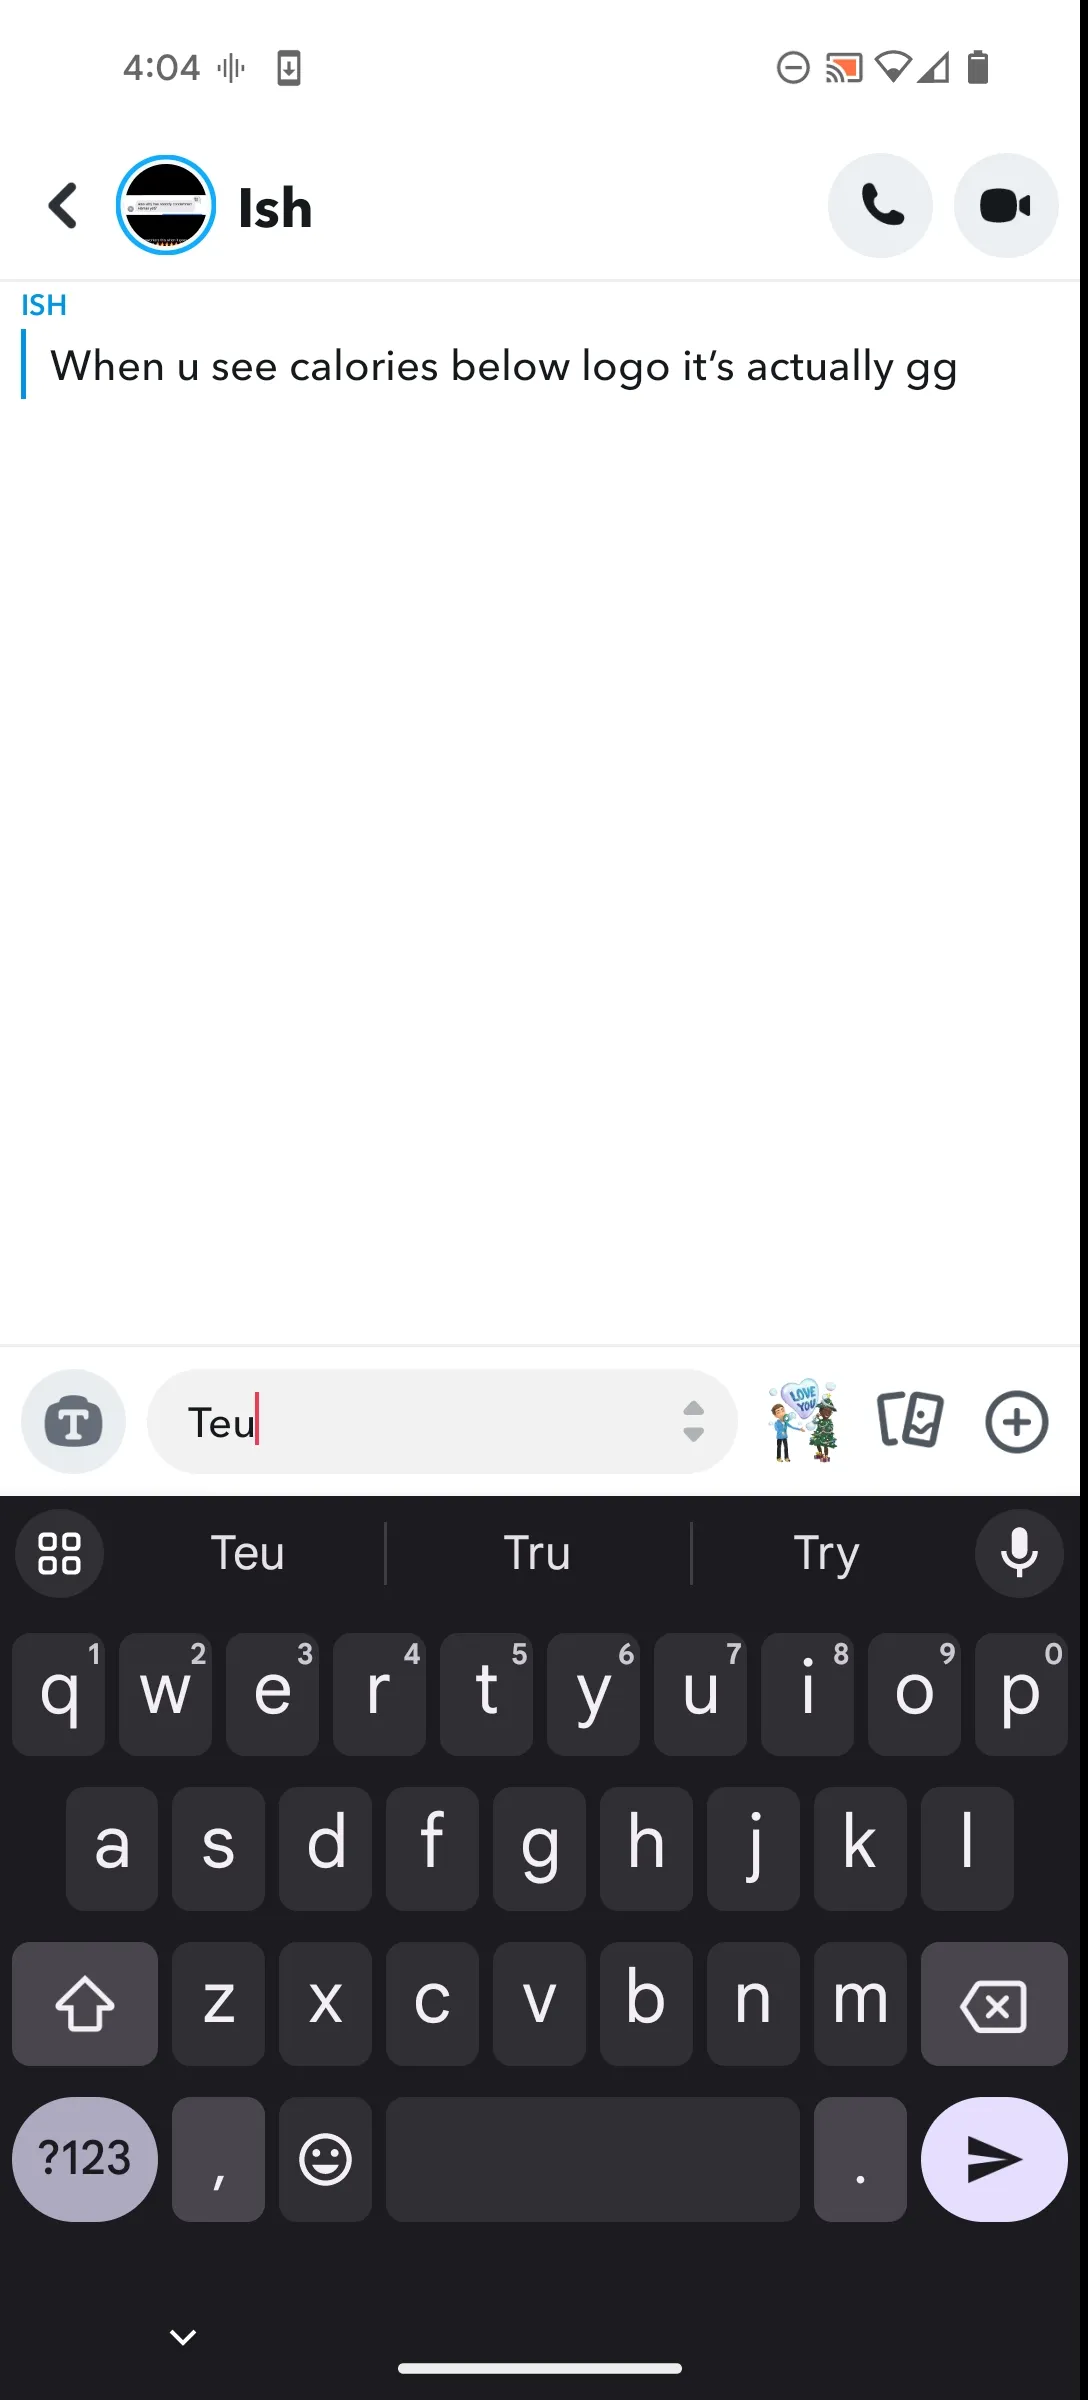 4:04
Ish
ISH
When u see calories below logo it’s actually gg
T
Teu
LOVE YOU
Teu Tru Try
1 2 3 4 5 6 7 8 9 0
q w e r t y u i o p
a s d f g h j k l
z x c v b n m
?123 , .